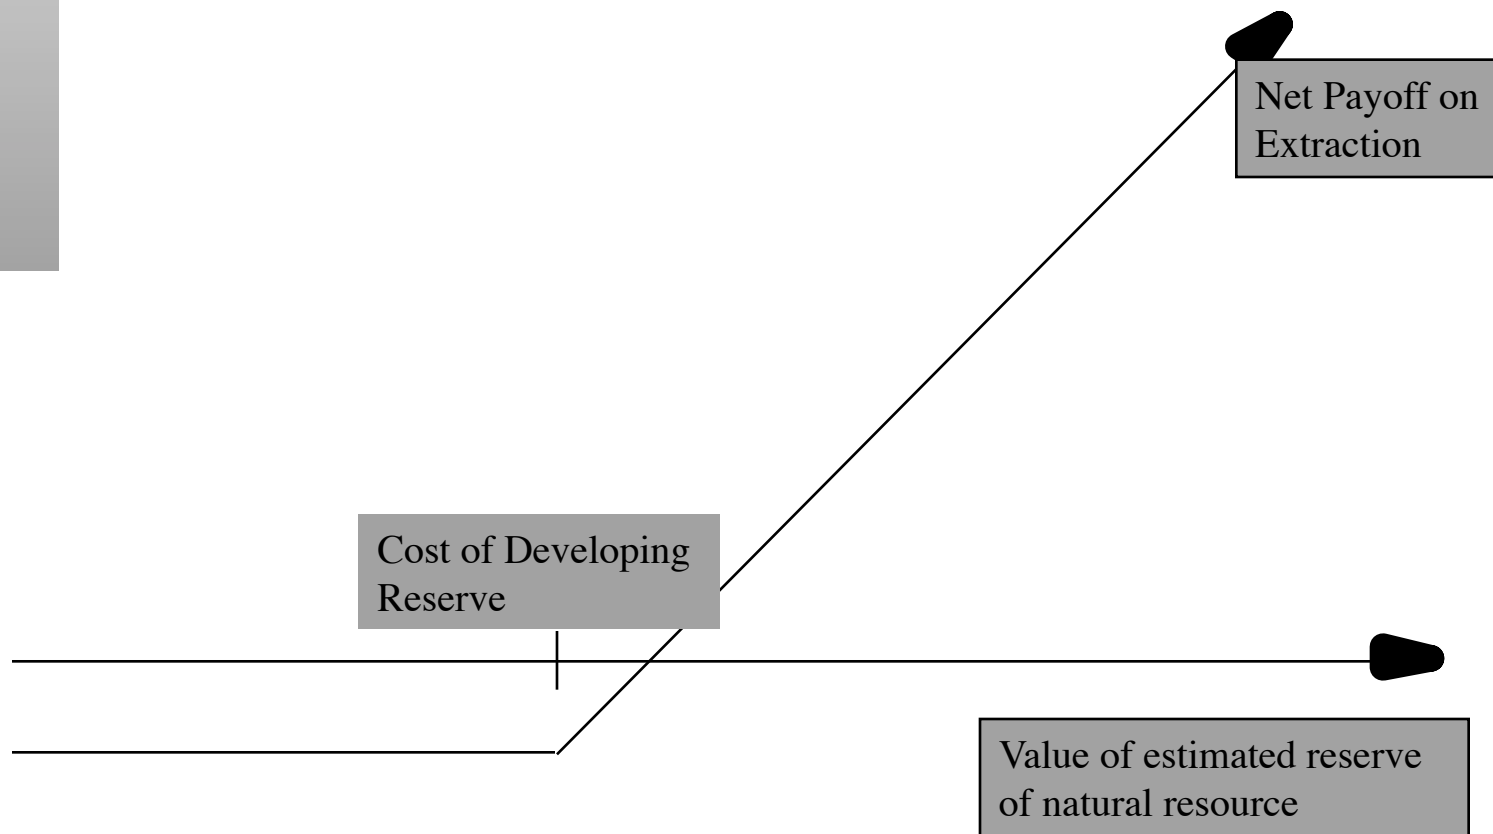 Net Payoff on
Extraction
Cost of Developing
Reserve
Value of estimated reserve
of natural resource